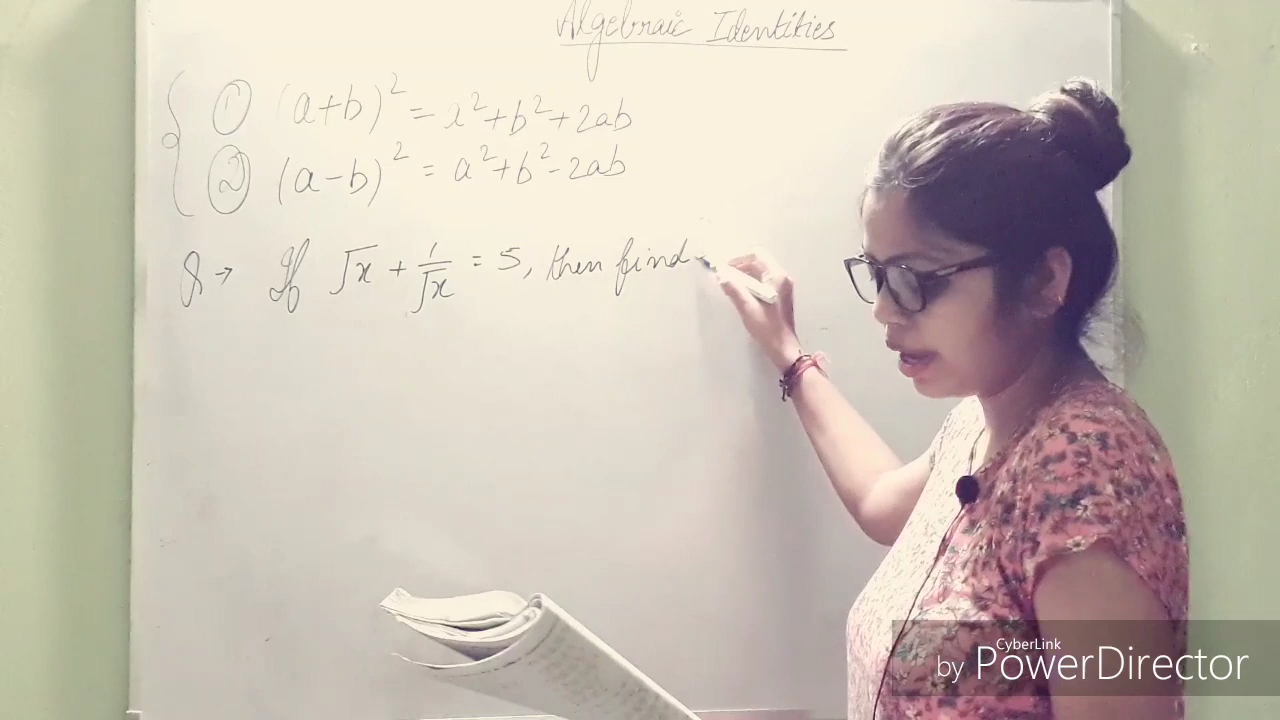 Algebraic Identities
① (a+b)² = a²+b²+2ab
② (a-b)² = a²+b²-2ab
Q → If √x + 1/√x = 5, then find
CyberLink
by PowerDirector